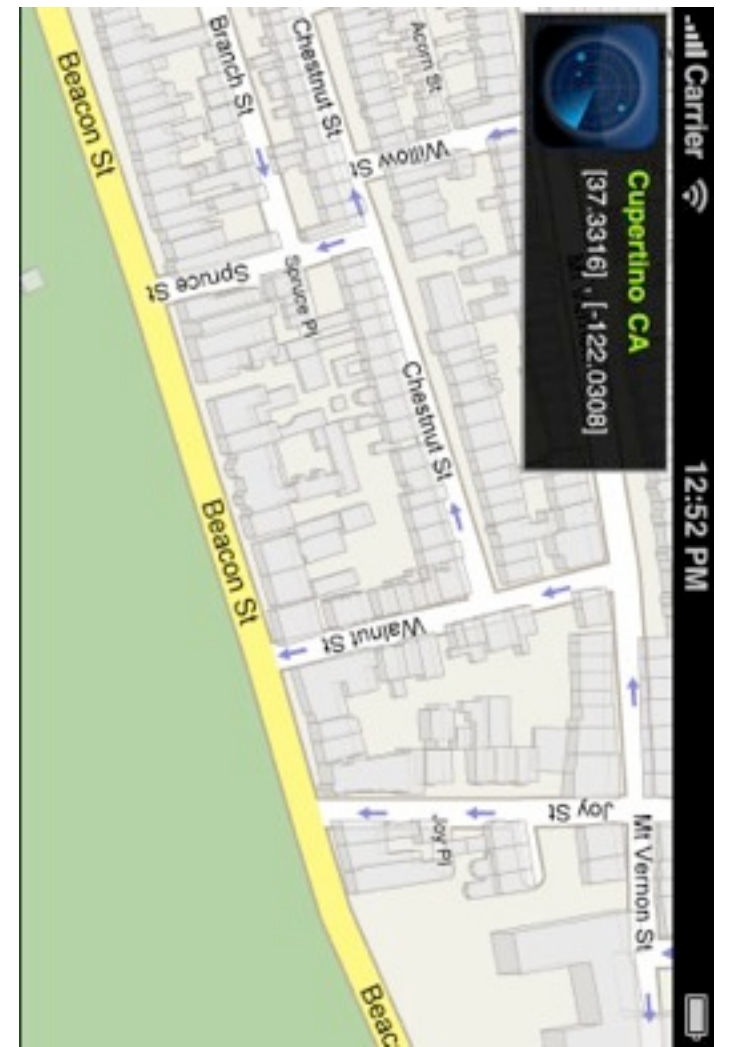 Carrier
12:52 PM
Cupertino CA
[37.3316] , [-122.0308]
Acorn St
Willow St
Chestnut St
Branch St
Beacon St
Spruce St
Spruce Pl
Chestnut St
Beacon St
Walnut St
Joy St
Joy Pl
Mt Vernon St
Beac